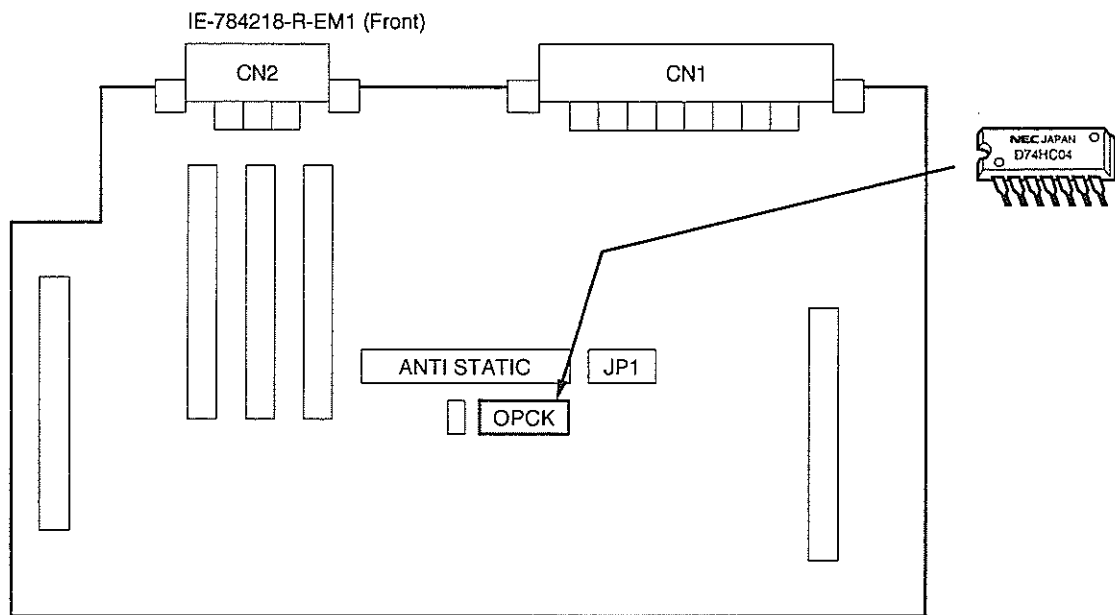 IE-784218-R-EM1 (Front)
CN2
CN1
NEC JAPAN
D74HC04
ANTI STATIC
JP1
OPCK